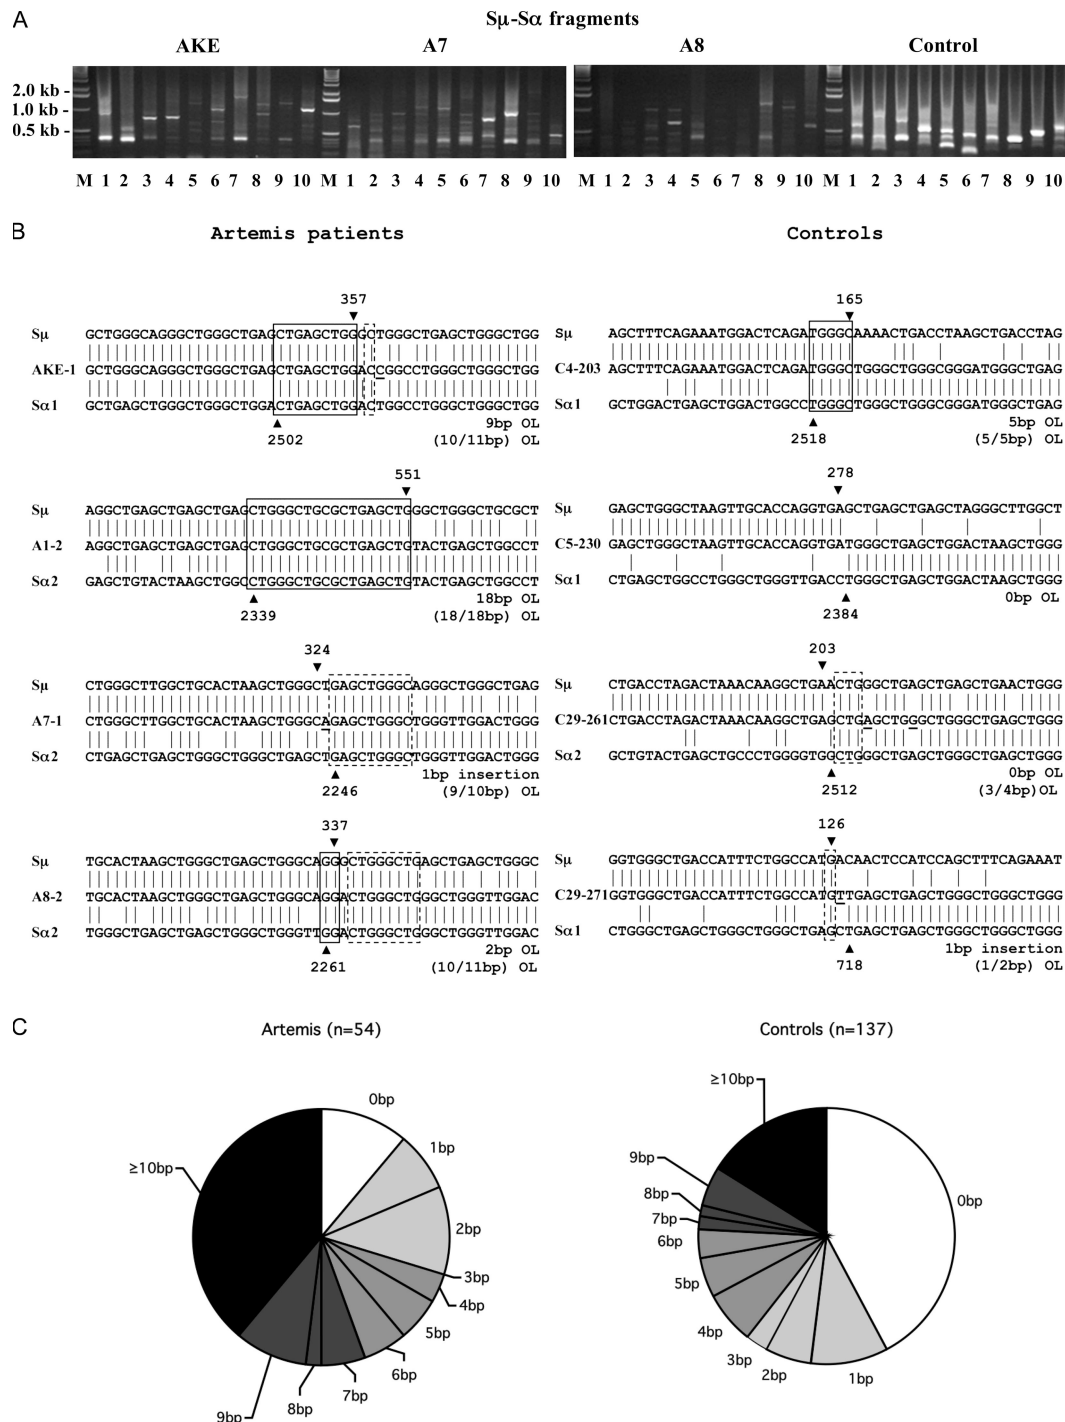 A
Sμ-Sα fragments
AKE A7 A8 Control
2.0 kb -
1.0 kb -
0.5 kb -
M 1 2 3 4 5 6 7 8 9 10 M 1 2 3 4 5 6 7 8 9 10 M 1 2 3 4 5 6 7 8 9 10 M 1 2 3 4 5 6 7 8 9 10
B
Artemis patients
357
Sμ GCTGGGCAGGGCTGGGCTGAGCTGAGCTGGGCTGGGCTGAGCTGGGCTGG
AKE-1 GCTGGGCAGGGCTGGGCTGAGCTGAGCTGGACCGGCCTGGGCTGGGCTGG
Sα1 GCTGAGCTGGGCTGGGCTGGACTGAGCTGGACTGGCCTGGGCTGGGCTGG
2502
9bp OL
(10/11bp) OL
551
Sμ AGGCTGAGCTGAGCTGAGCTGGGCTGCGCTGAGCTGGGCTGGGCTGCGCT
A1-2 AGGCTGAGCTGAGCTGAGCTGGGCTGCGCTGAGCTGTACTGAGCTGGCCT
Sα2 GAGCTGTACTAAGCTGGCCTGGGCTGCGCTGAGCTGTACTGAGCTGGCCT
2339
18bp OL
(18/18bp) OL
324
Sμ CTGGGCTTGGCTGCACTAAGCTGGGCTGAGCTGGGCAGGGCTGGGCTGAG
A7-1 CTGGGCTTGGCTGCACTAAGCTGGGCAGAGCTGGGCTGGGTTGGACTGGG
Sα2 CTGAGCTGAGCTGGGCTGGGCTGAGCTGAGCTGGGCTGGGTTGGACTGGG
2246
1bp insertion
(9/10bp) OL
337
Sμ TGCACTAAGCTGGGCTGAGCTGGGCAGGGCTGGGCTGAGCTGAGCTGGGC
A8-2 TGCACTAAGCTGGGCTGAGCTGGGCAGGACTGGGCTGGGCTGGGTTGGAC
Sα2 TGGGCTGAGCTGAGCTGGGCTGGGTTGGACTGGGCTGGGCTGGGTTGGAC
2261
2bp OL
(10/11bp) OL
Controls
165
Sμ AGCTTTCAGAAATGGACTCAGATGGGCAAAACTGACCTAAGCTGACCTAG
C4-203 AGCTTTCAGAAATGGACTCAGATGGGCTGGGCTGGGCGGGATGGGCTGAG
Sα1 GCTGGACTGAGCTGGACTGGCCTGGGCTGGGCTGGGCGGGATGGGCTGAG
2518
5bp OL
(5/5bp) OL
278
Sμ GAGCTGGGCTAAGTTGCACCAGGTGAGCTGAGCTGAGCTAGGGCTTGGCT
C5-230 GAGCTGGGCTAAGTTGCACCAGGTGATGGGCTGAGCTGGACTAAGCTGGG
Sα1 CTGAGCTGGCCTGGGCTGGGTTGACCTGGGCTGAGCTGGACTAAGCTGGG
2384
0bp OL
203
Sμ CTGACCTAGACTAAACAAGGCTGAACTGGGCTGAGCTGAGCTGAACTGGG
C29-261 CTGACCTAGACTAAACAAGGCTGAGCTGAGCTGGGCTGGGCTGAGCTGGG
Sα2 GCTGTACTGAGCTGCCCTGGGGTGGCTGGGCTGAGCTGGGCTGAGCTGGG
2512
0bp OL
(3/4bp)OL
126
Sμ GGTGGGCTGACCATTTCTGGCCATGACAACTCCATCCAGCTTTCAGAAAT
C29-271 GGTGGGCTGACCATTTCTGGCCATGTTGAGCTGAGCTGGGCTGGGCTGGG
Sα1 CTGGGCTGAGCTGGGCTGGGCTGAGCTGAGCTGAGCTGGGCTGGGCTGGG
718
1bp insertion
(1/2bp) OL
C
Artemis (n=54)
0bp
1bp
2bp
3bp
4bp
5bp
6bp
7bp
8bp
9bp
≥10bp
Controls (n=137)
0bp
1bp
2bp
3bp
4bp
5bp
6bp
7bp
8bp
9bp
≥10bp